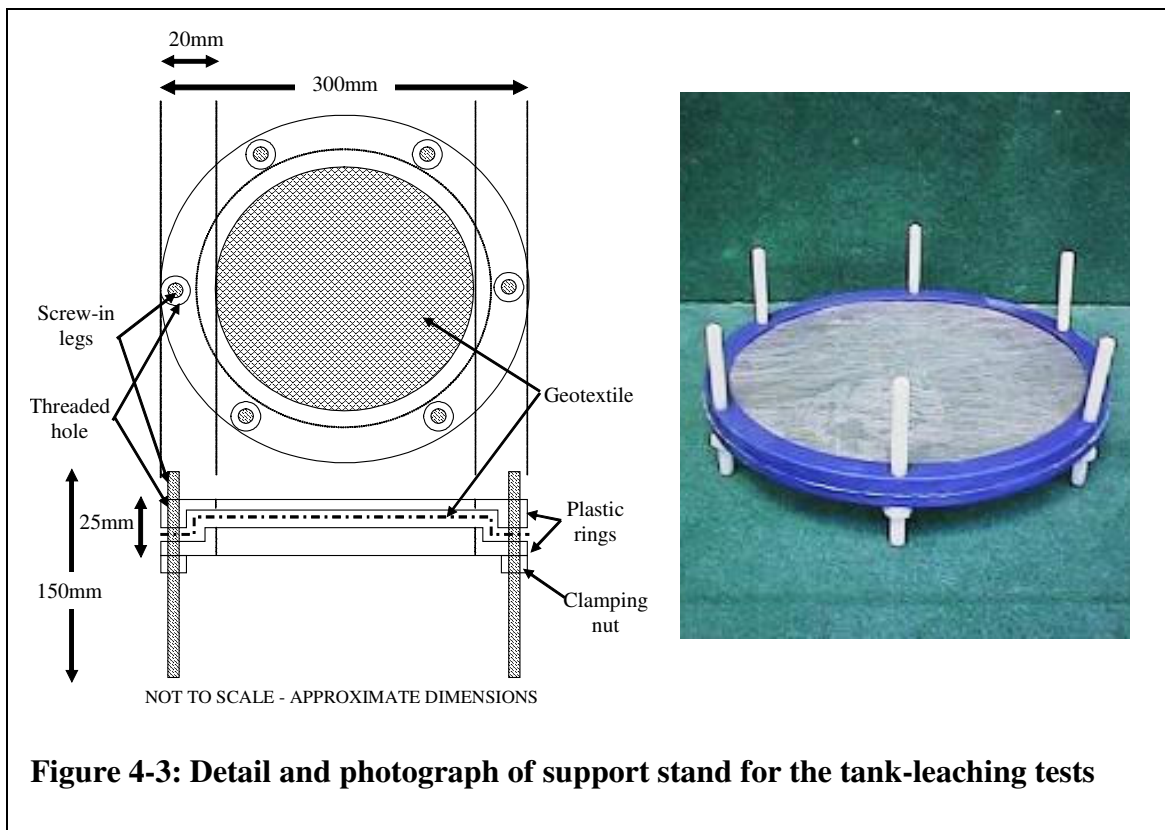 20mm
300mm
Screw-in
legs
Threaded
hole
Geotextile
25mm
Plastic
rings
150mm
Clamping
nut
NOT TO SCALE - APPROXIMATE DIMENSIONS
Figure 4-3: Detail and photograph of support stand for the tank-leaching tests